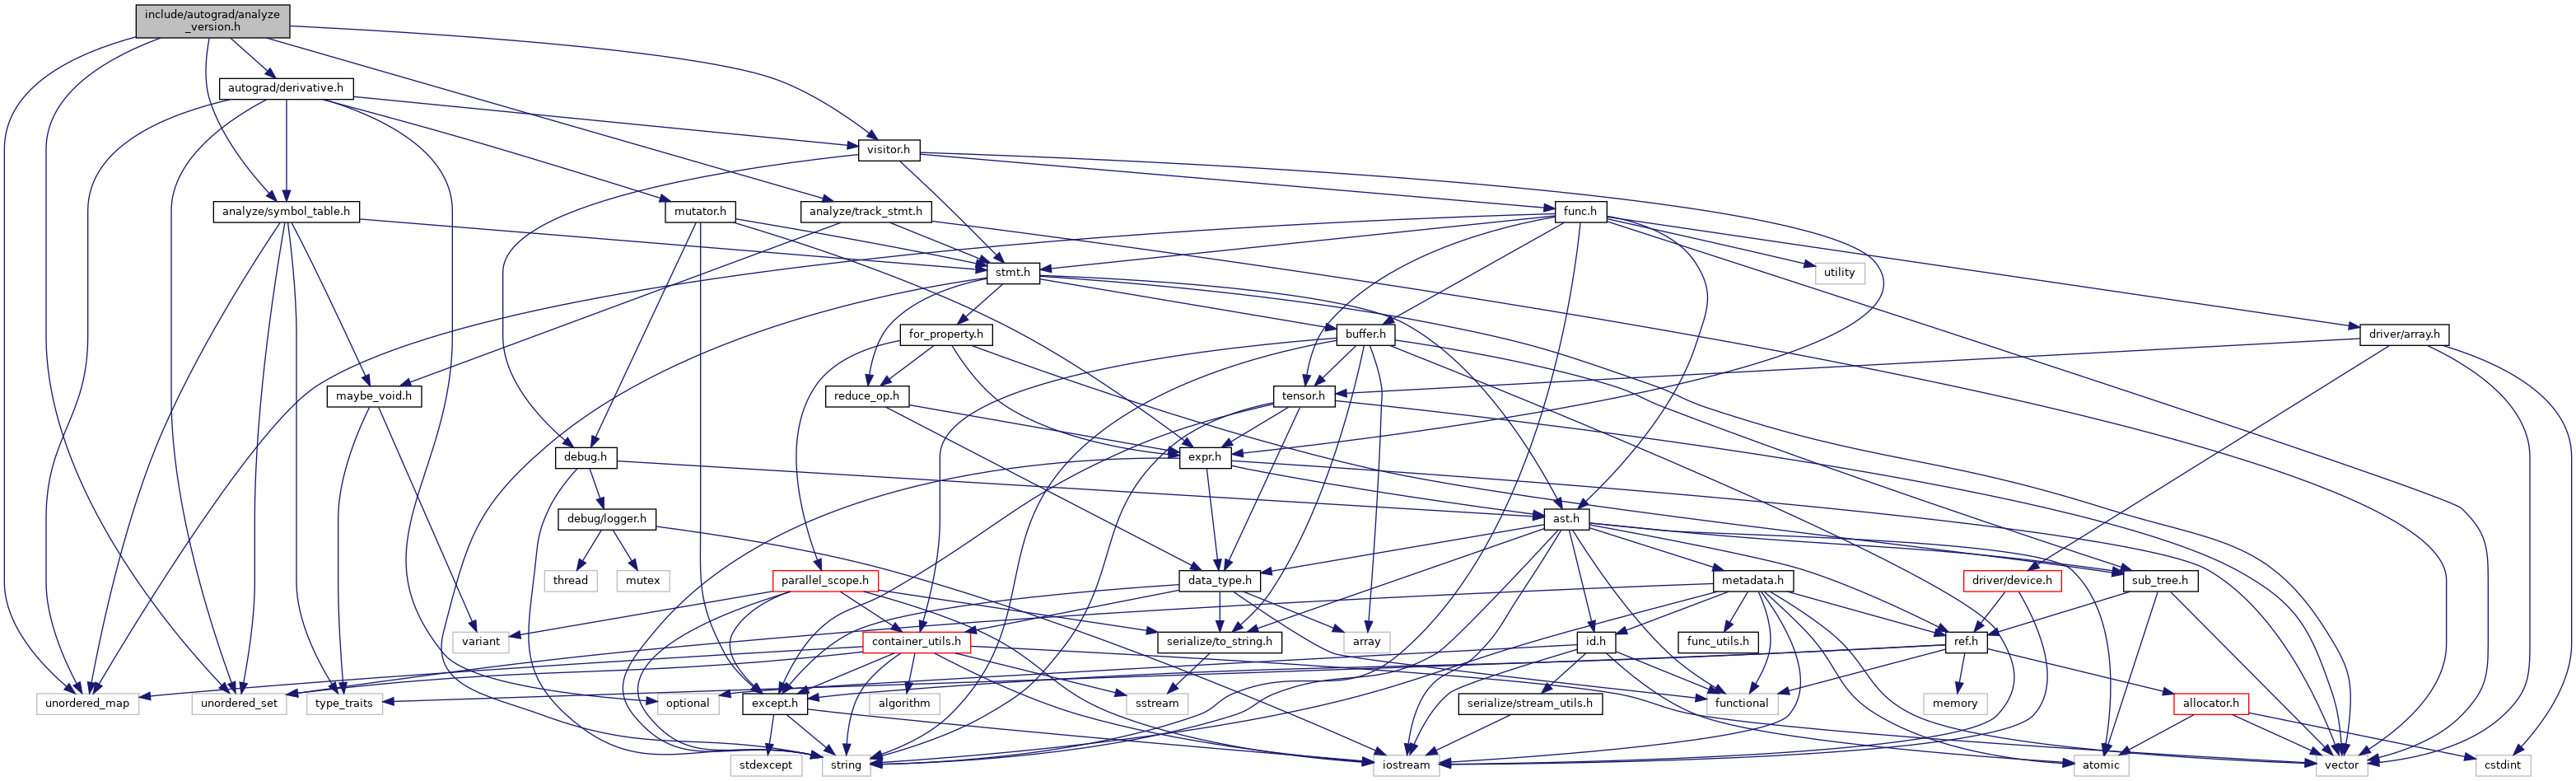 include/autograd/analyze
_version.h
autograd/derivative.h
visitor.h
analyze/symbol_table.h
mutator.h
analyze/track_stmt.h
func.h
stmt.h
utility
for_property.h
buffer.h
driver/array.h
maybe_void.h
reduce_op.h
tensor.h
debug.h
expr.h
debug/logger.h
ast.h
thread
mutex
parallel_scope.h
data_type.h
metadata.h
driver/device.h
sub_tree.h
variant
container_utils.h
serialize/to_string.h
array
id.h
func_utils.h
ref.h
unordered_map
unordered_set
type_traits
optional
except.h
algorithm
sstream
serialize/stream_utils.h
functional
memory
allocator.h
stdexcept
string
iostream
atomic
vector
cstdint